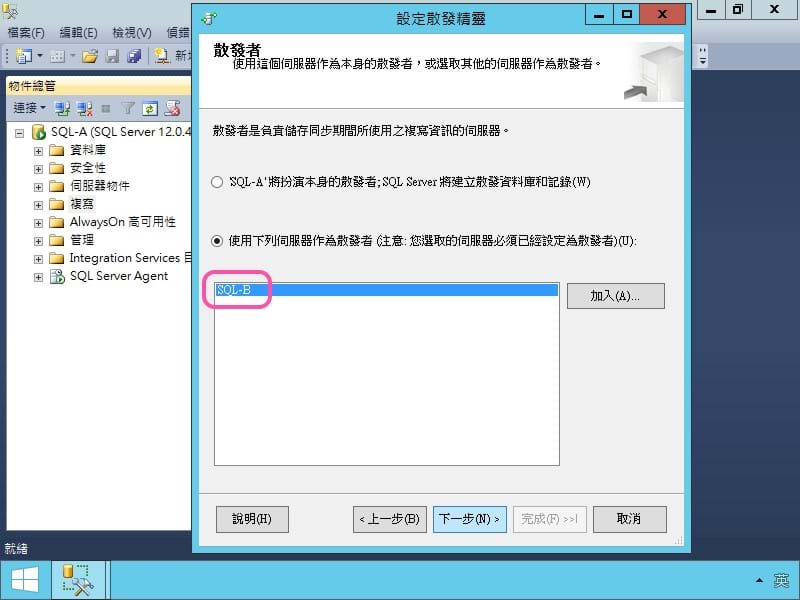 設定散發精靈
檔案(F) 編輯(E) 檢視(V) 偵錯
新
物件總管
連接
SQL-A (SQL Server 12.0.4
資料庫
安全性
伺服器物件
複寫
AlwaysOn 高可用性
管理
Integration Services 目
SQL Server Agent
散發者
使用這個伺服器作為本身的散發者，或選取其他的伺服器作為散發者。
散發者是負責儲存同步期間所使用之複寫資訊的伺服器。
'SQL-A' 將扮演本身的散發者; SQL Server 將建立散發資料庫和記錄(W)
使用下列伺服器作為散發者 (注意: 您選取的伺服器必須已經設定為散發者)(U):
SQL-B
加入(A)...
說明(H) < 上一步(B) 下一步(N) > 完成(F) >>| 取消
就緒
英